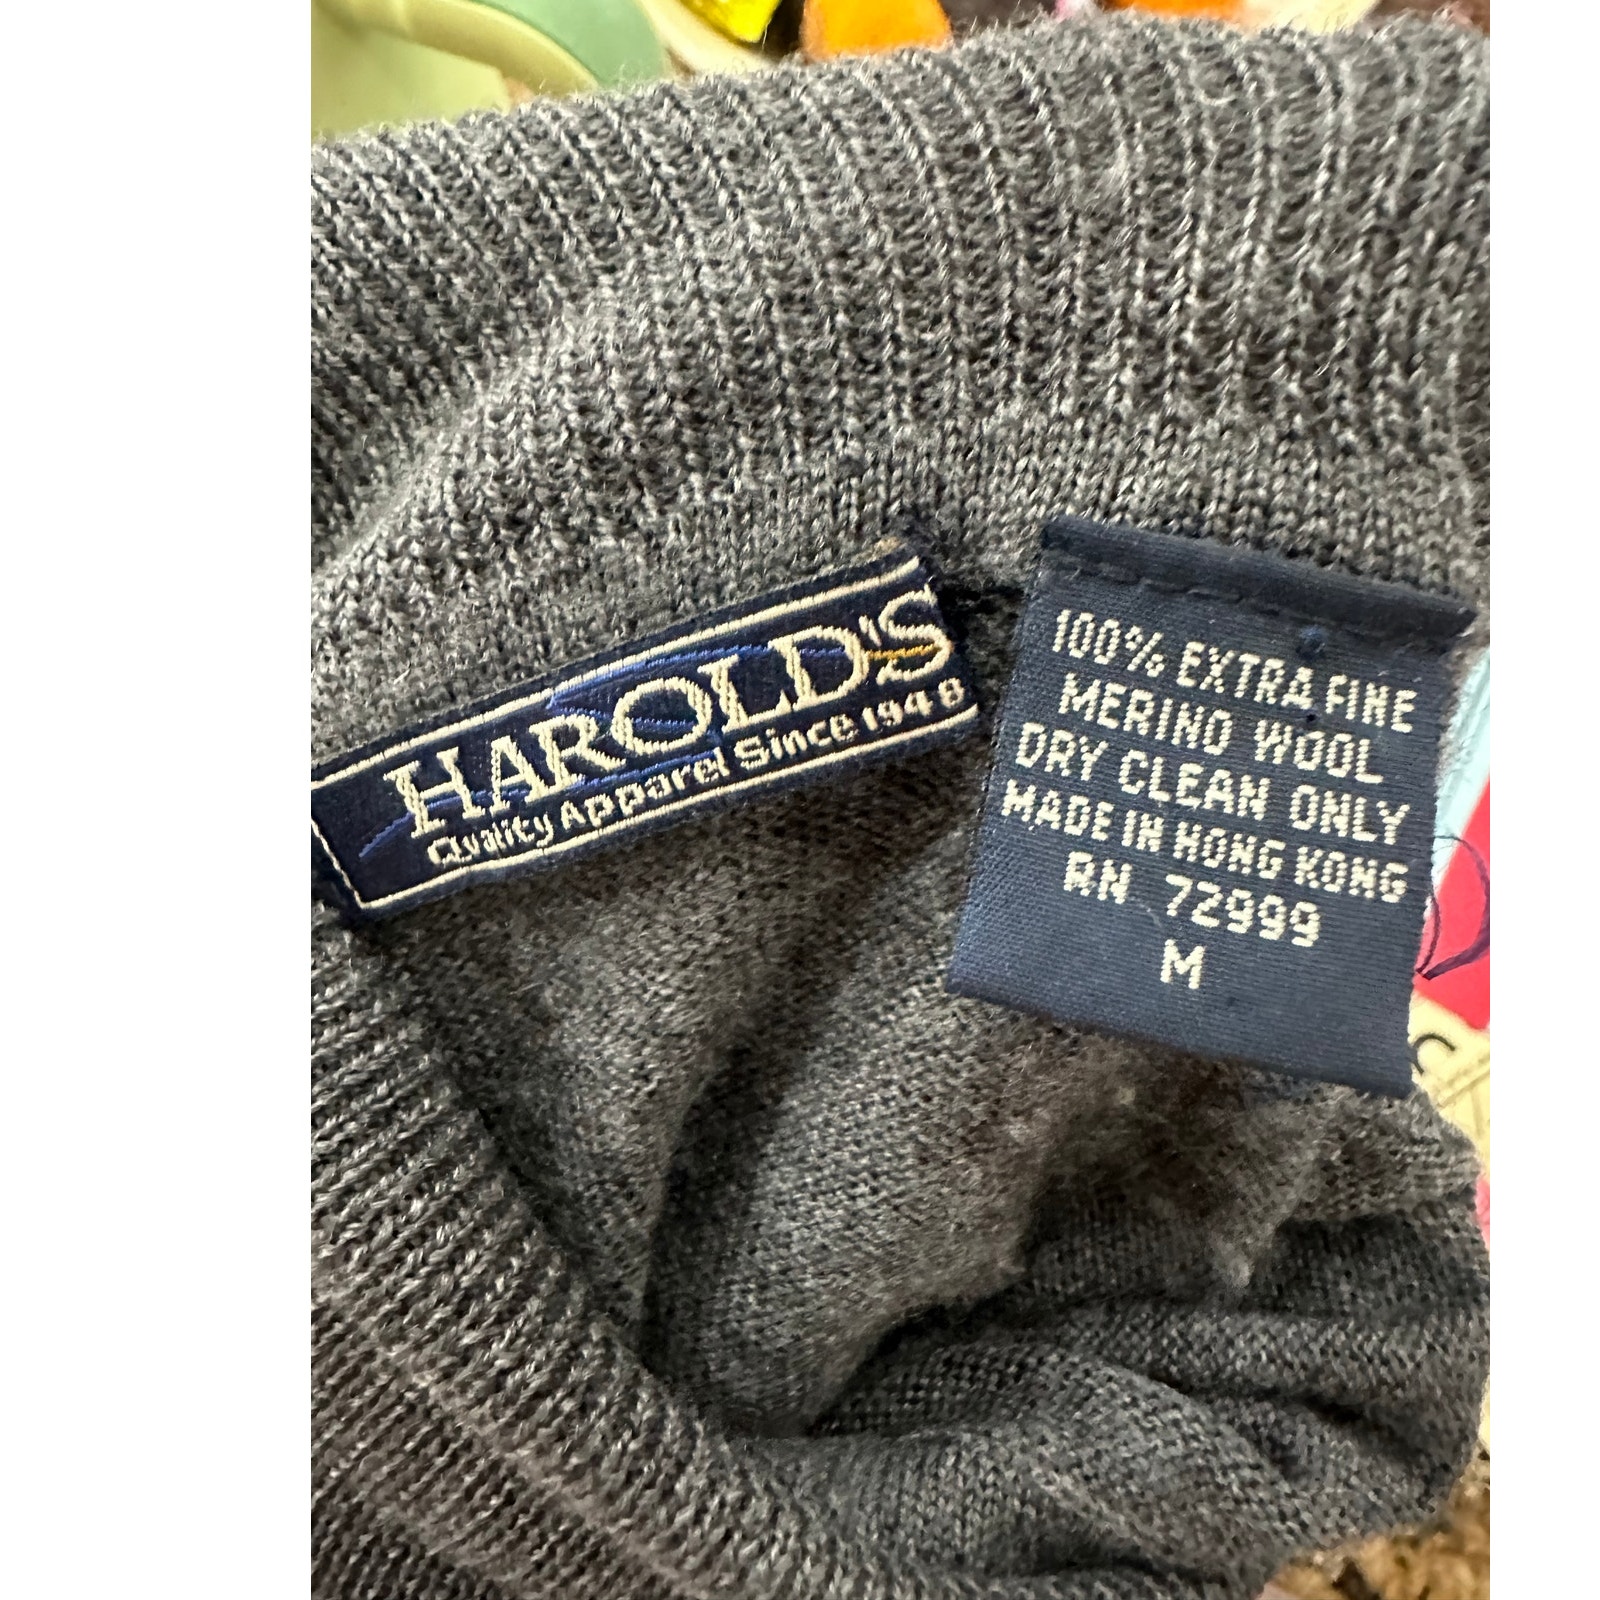 HAROLD'S
Quality Apparel Since 1948
100% EXTRA FINE
MERINO WOOL
DRY CLEAN ONLY
MADE IN HONG KONG
RN 72999
M